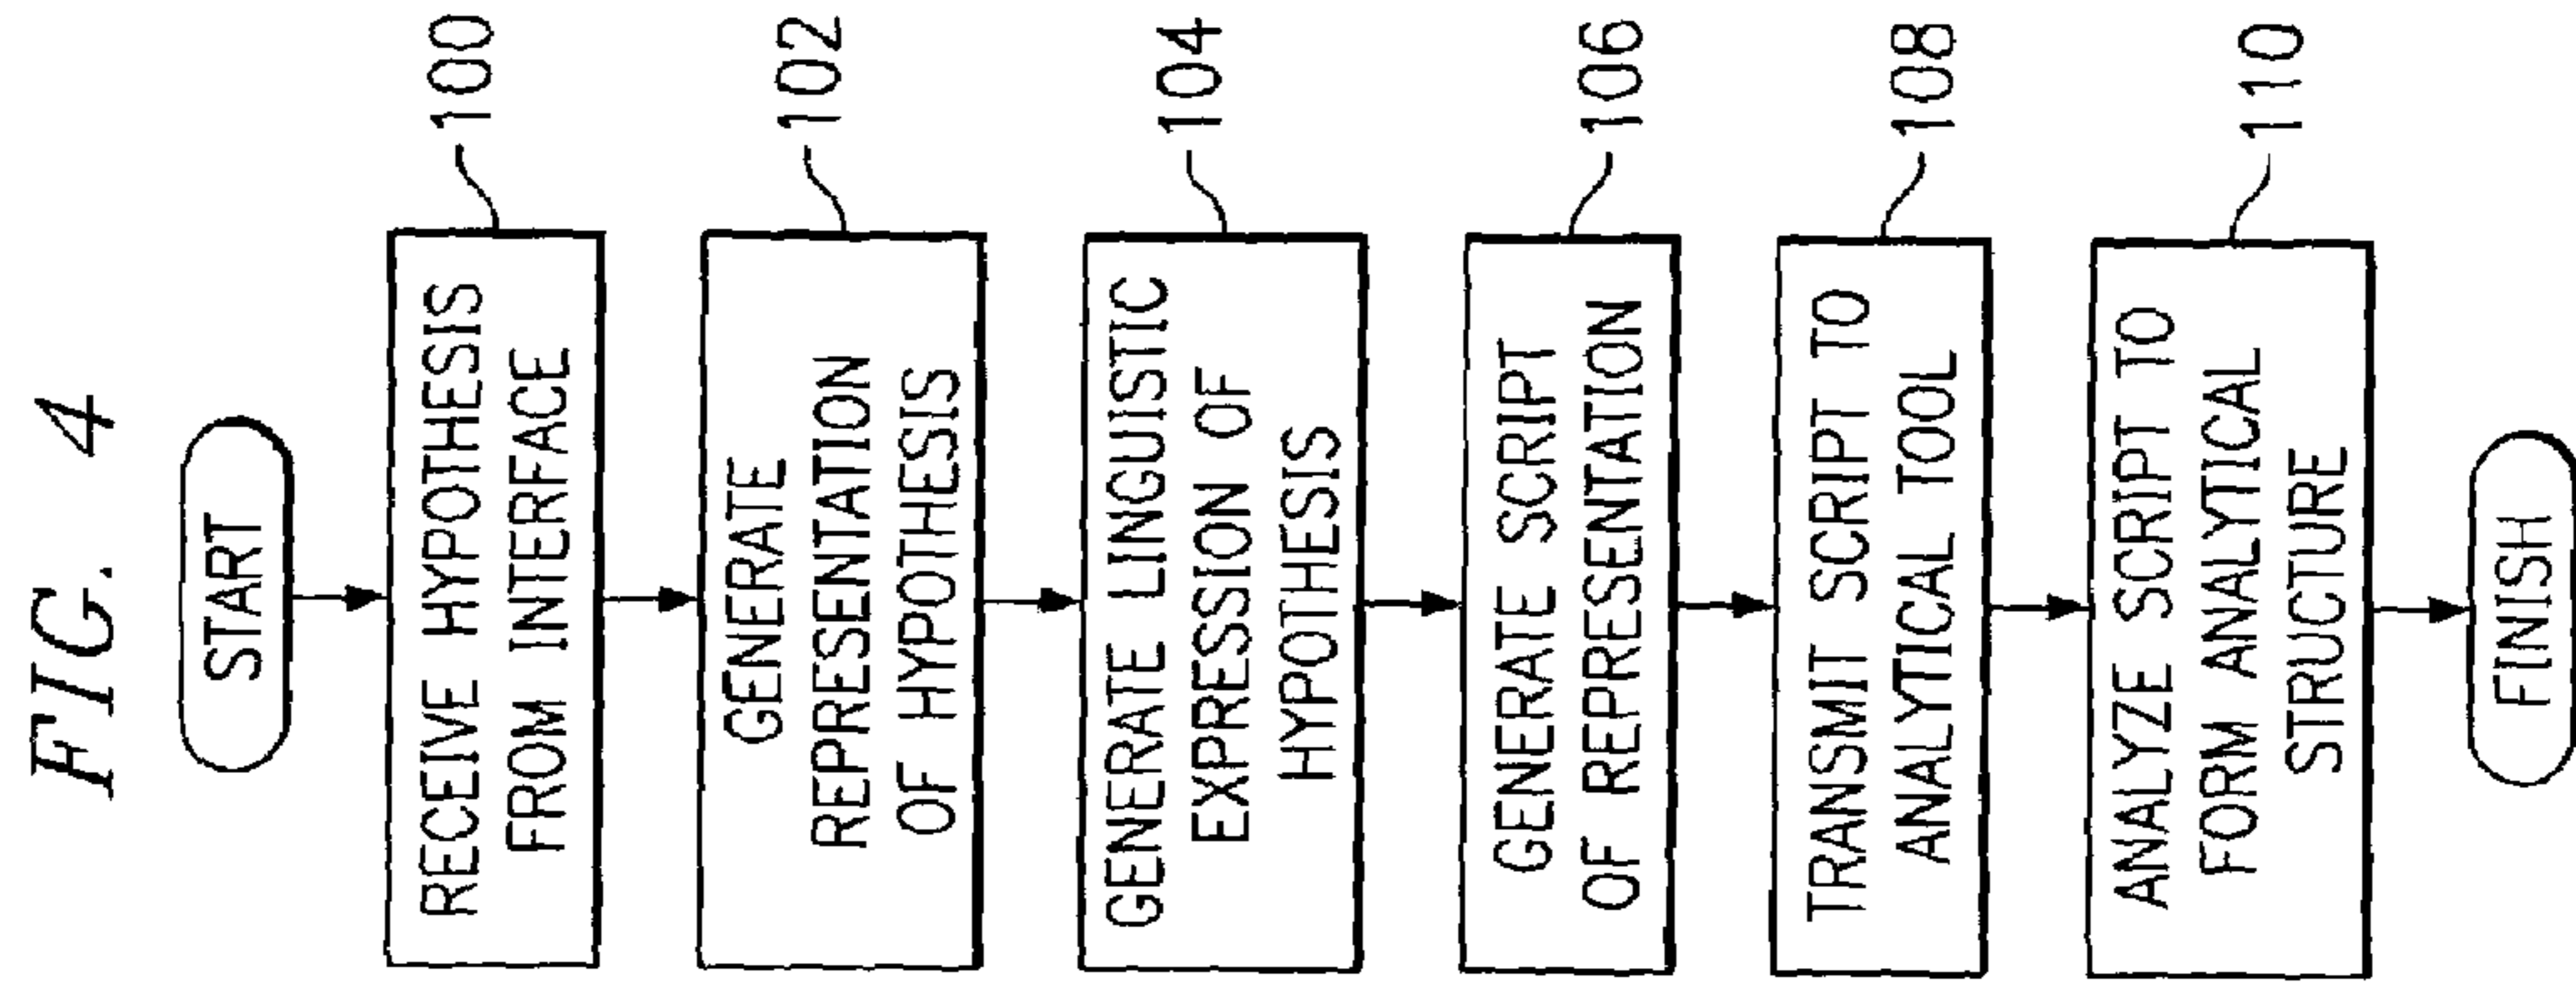 FIG. 4
START
RECEIVE HYPOTHESIS
FROM INTERFACE
100
GENERATE
REPRESENTATION
OF HYPOTHESIS
102
GENERATE LINGUISTIC
EXPRESSION OF
HYPOTHESIS
104
GENERATE SCRIPT
OF REPRESENTATION
106
TRANSMIT SCRIPT TO
ANALYTICAL TOOL
108
ANALYZE SCRIPT TO
FORM ANALYTICAL
STRUCTURE
110
FINISH